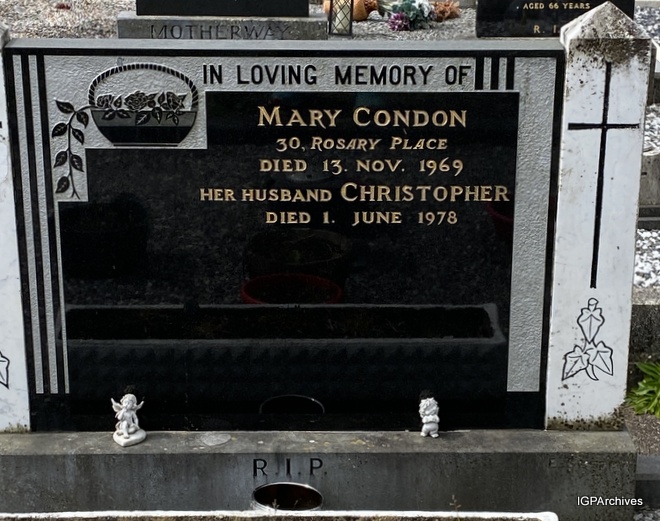 MOTHERWAY
AGED 66 YEARS
R. I.
IN LOVING MEMORY OF
MARY CONDON
30, ROSARY PLACE
DIED 13. NOV. 1969
HER HUSBAND CHRISTOPHER
DIED 1. JUNE 1978
R.I.P.
IGPArchives